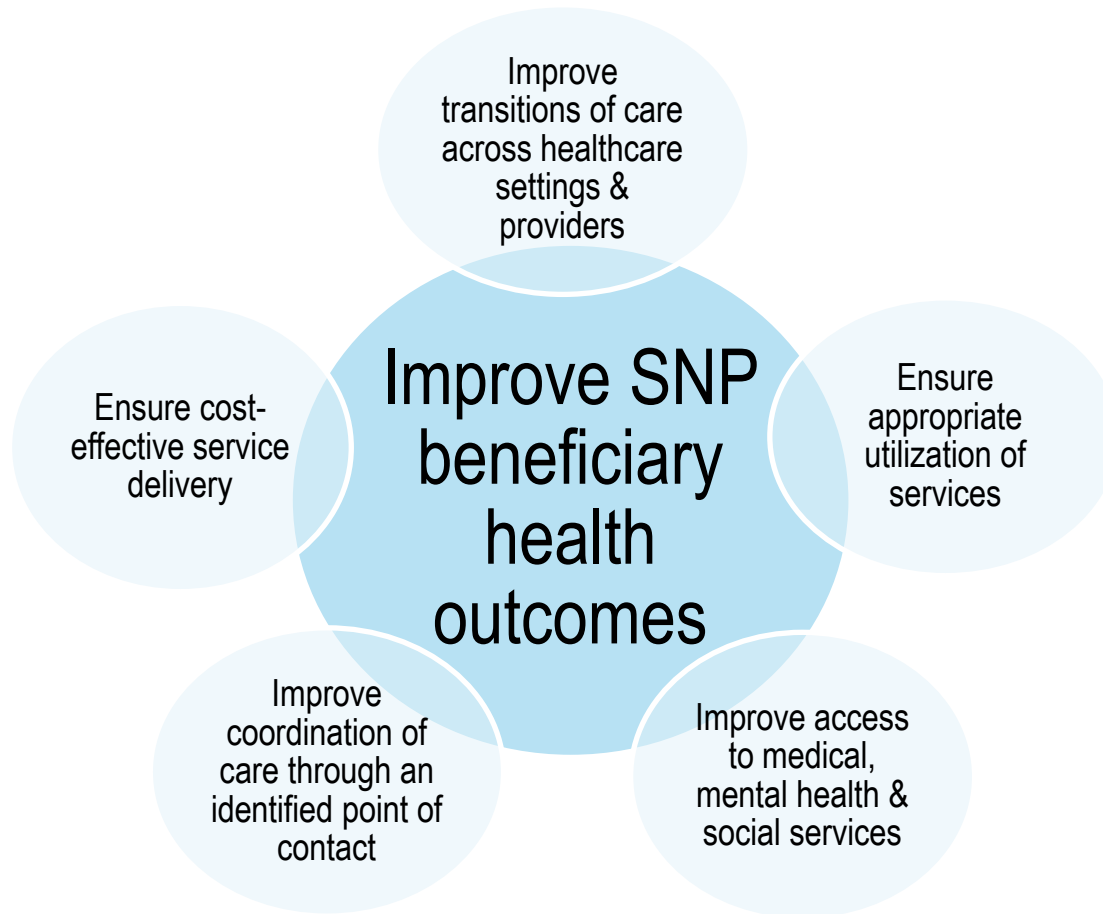 Improve
transitions of care
across healthcare
settings &
providers
Improve SNP
beneficiary
health
outcomes
Ensure
appropriate
utilization of
services
Improve access
to medical,
mental health &
social services
Improve
coordination of
care through an
identified point of
contact
Ensure cost-
effective service
delivery